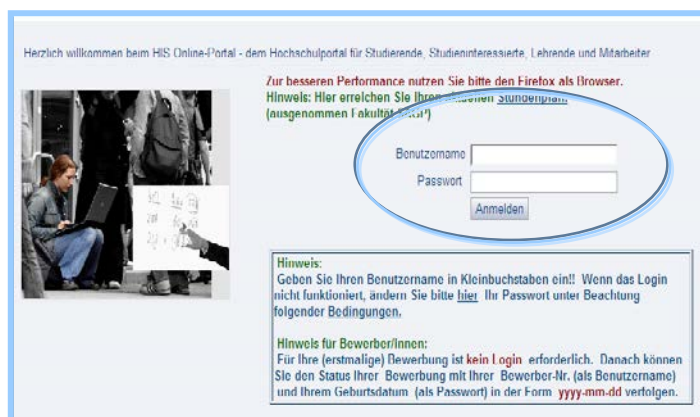 Herzlich willkommen beim HIS Online-Portal - dem Hochschulportal für Studierende, Studieninteressierte, Lehrende und Mitarbeiter
Zur besseren Performance nutzen Sie bitte den Firefox als Browser.
Hinweis: Hier erreichen Sie Ihren aktuellen Stundenplan.
(ausgenommen Fakultät
Benutzername
Passwort
Anmelden
Hinweis:
Geben Sie Ihren Benutzername in Kleinbuchstaben ein!! Wenn das Login
nicht funktioniert, ändern Sie bitte hier Ihr Passwort unter Beachtung
folgender Bedingungen.
Hinweis für Bewerber/innen:
Für Ihre (erstmalige) Bewerbung ist kein Login erforderlich. Danach können
Sie den Status Ihrer Bewerbung mit Ihrer Bewerber-Nr. (als Benutzername)
und Ihrem Geburtsdatum (als Passwort) in der Form yyyy-mm-dd verfolgen.